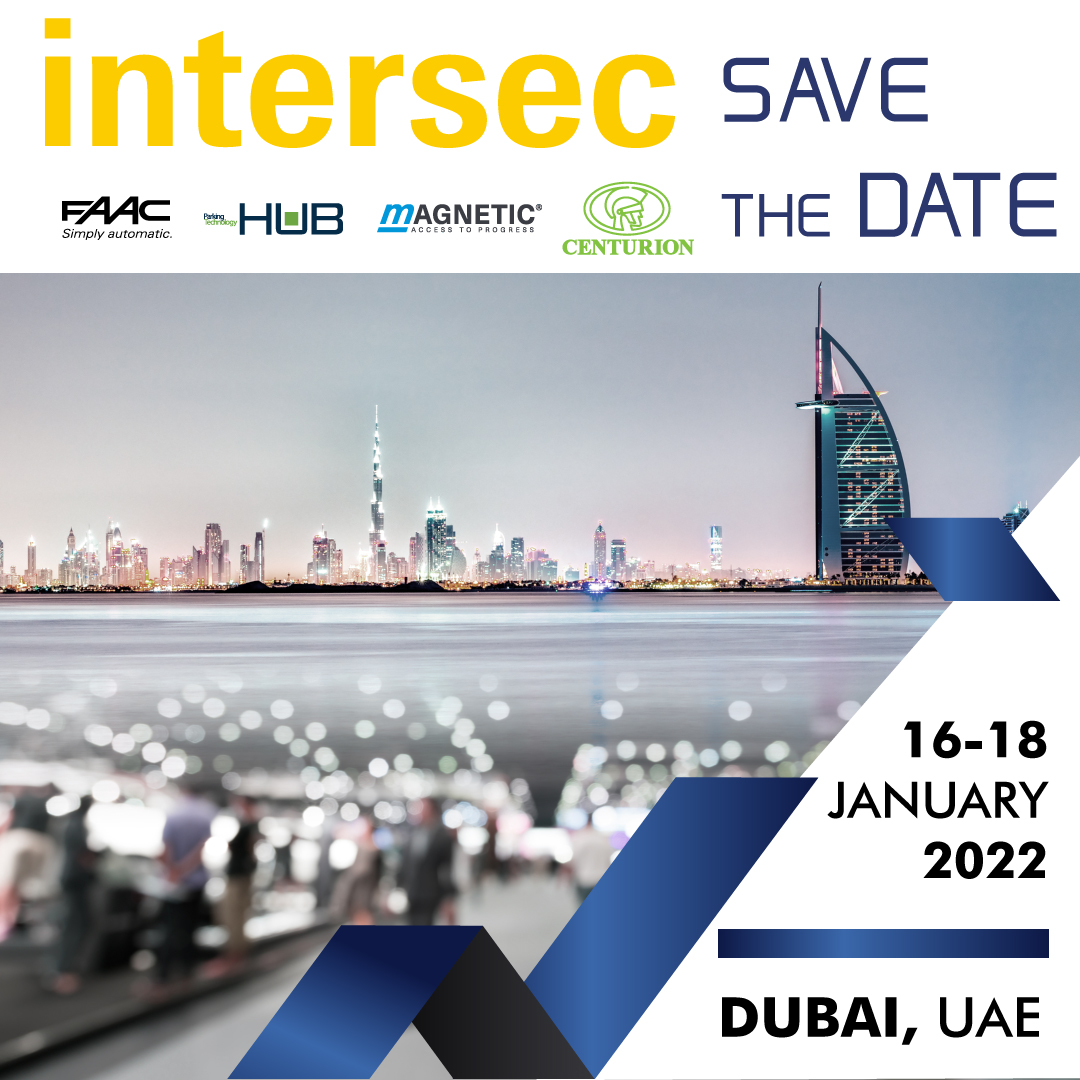 intersec
SAVE
THE DATE
FAAC
Simply automatic.
Parking
Technology
HUB
MAGNETIC®
ACCESS TO PROGRESS
CENTURION
16-18
JANUARY
2022
DUBAI, UAE